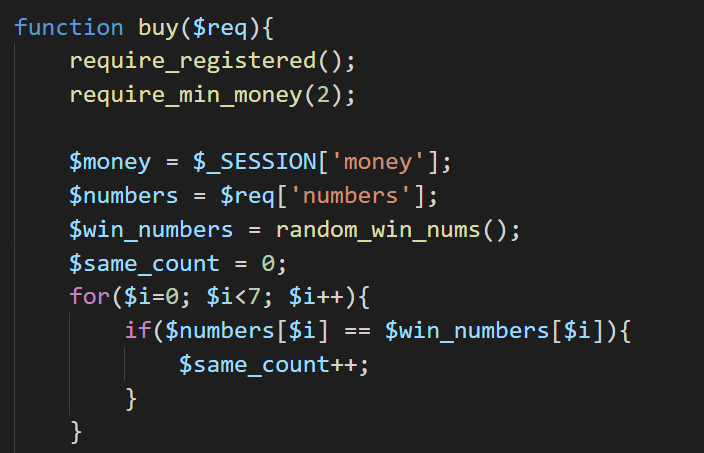 function buy($req){
    require_registered();
    require_min_money(2);

    $money = $_SESSION['money'];
    $numbers = $req['numbers'];
    $win_numbers = random_win_nums();
    $same_count = 0;
    for($i=0; $i<7; $i++){
        if($numbers[$i] == $win_numbers[$i]){
            $same_count++;
        }
    }